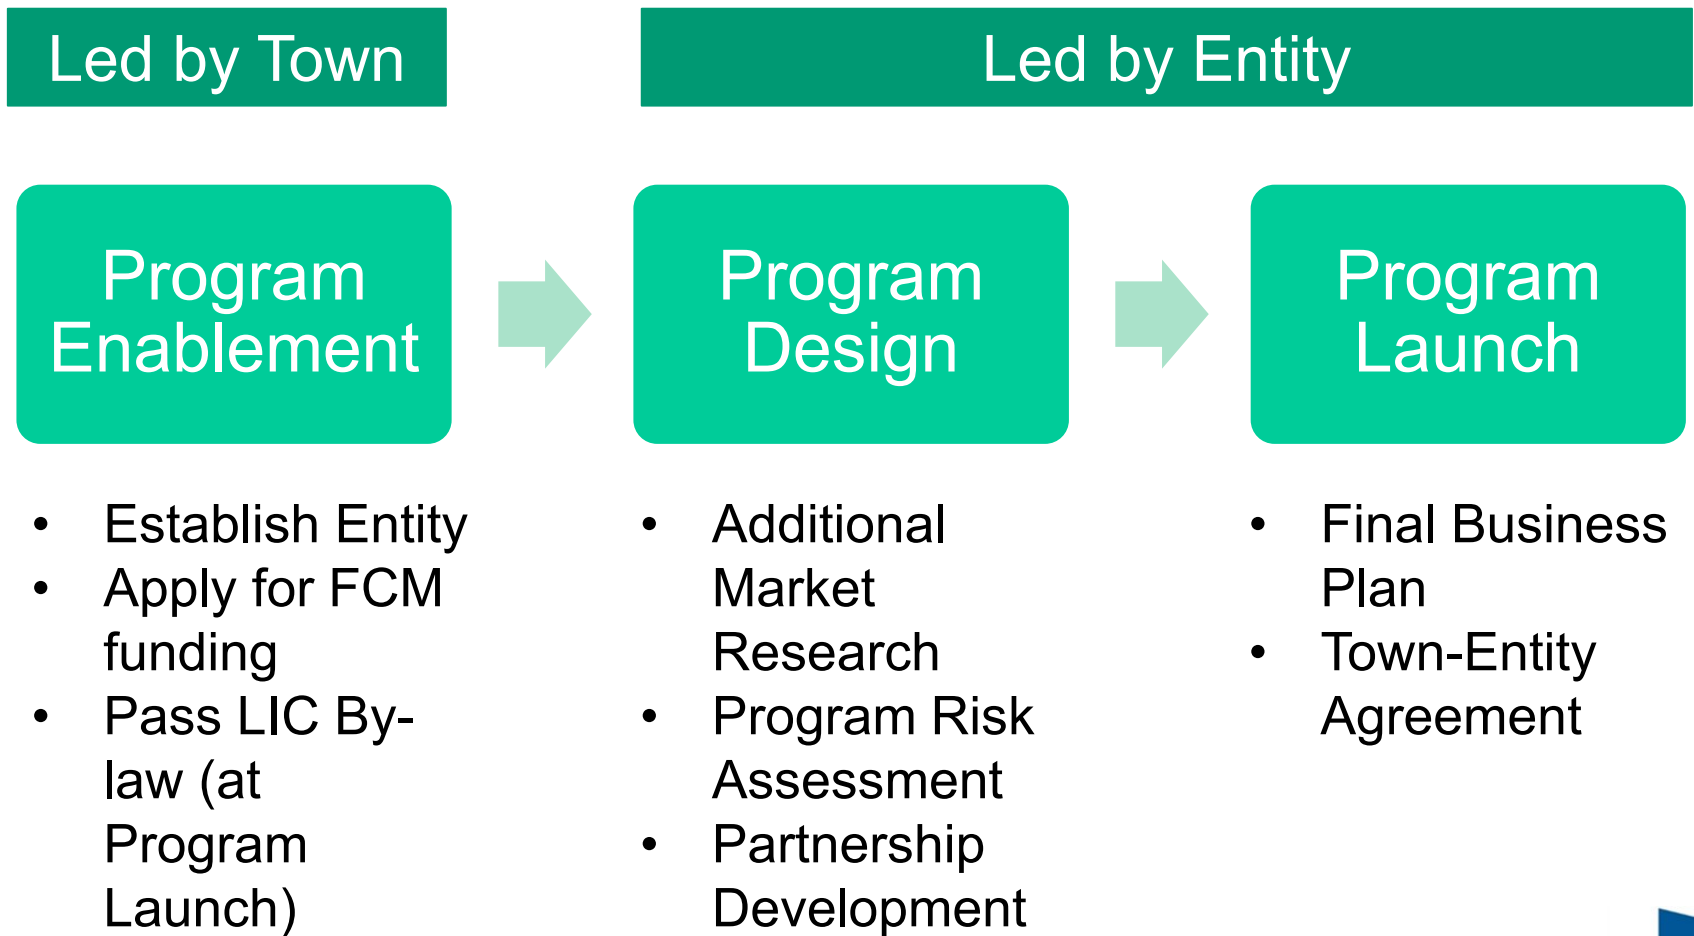 Led by Town
Led by Entity
Program
Enablement
Program
Design
Program
Launch
• Establish Entity
• Apply for FCM
funding
• Pass LIC By-
law (at
Program
Launch)
• Additional
Market
Research
• Program Risk
Assessment
• Partnership
Development
• Final Business
Plan
• Town-Entity
Agreement